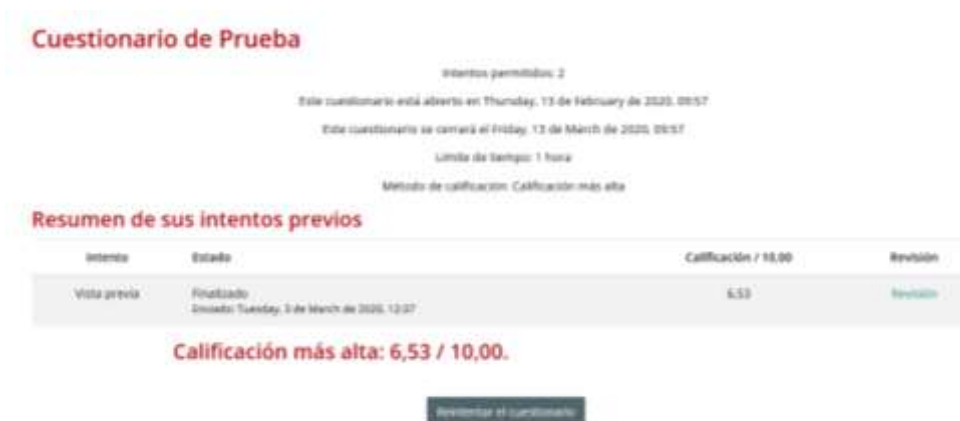 Cuestionario de Prueba
Intentos permitidos: 2
Este cuestionario está abierto en Thursday, 13 de February de 2020, 09:57
Este cuestionario se cerrará el Friday, 13 de March de 2020, 09:57
Límite de tiempo: 1 hora
Método de calificación: Calificación más alta
Resumen de sus intentos previos
Intento Estado Calificación / 10,00 Revisión
Vista previa Finalizado 6,53 Revisión
Enviado: Tuesday, 3 de March de 2020, 12:07
Calificación más alta: 6,53 / 10,00.
Reintentar el cuestionario